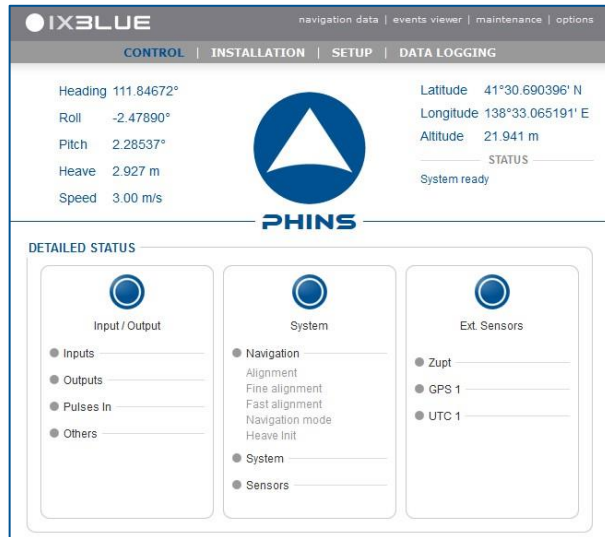 IXBLUE
navigation data | events viewer | maintenance | options
CONTROL | INSTALLATION | SETUP | DATA LOGGING
Heading 111.84672°
Roll -2.47890°
Pitch 2.28537°
Heave 2.927 m
Speed 3.00 m/s
PHINS
Latitude 41°30.690396' N
Longitude 138°33.065191' E
Altitude 21.941 m
STATUS
System ready
DETAILED STATUS
Input / Output
Inputs
Outputs
Pulses In
Others
System
Navigation
Alignment
Fine alignment
Fast alignment
Navigation mode
Heave Init
System
Sensors
Ext. Sensors
Zupt
GPS 1
UTC 1